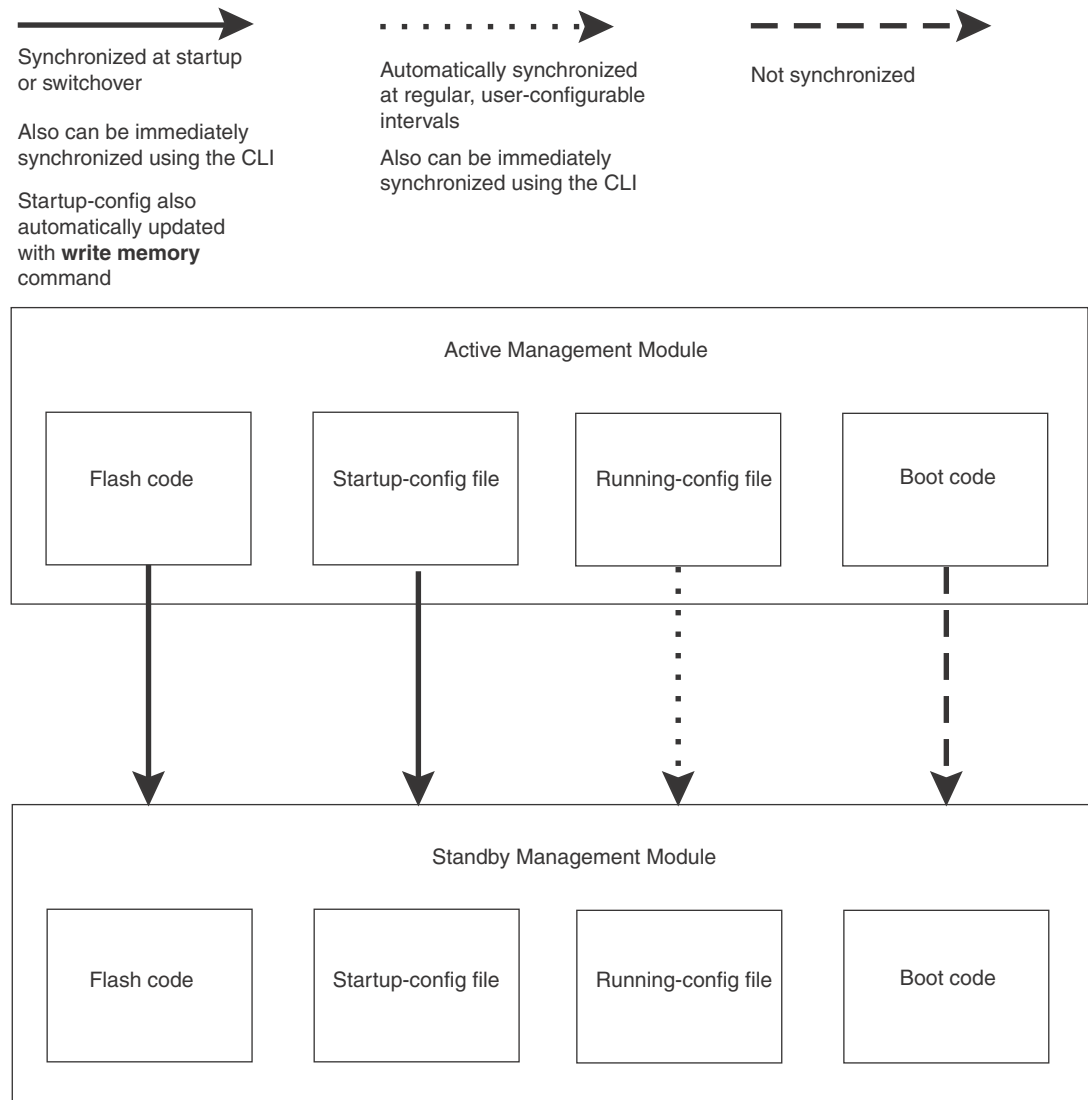 Synchronized at startup
or switchover
Also can be immediately
synchronized using the CLI
Startup-config also
automatically updated
with write memory
command
Automatically synchronized
at regular, user-configurable
intervals
Also can be immediately
synchronized using the CLI
Not synchronized
Active Management Module
Flash code
Startup-config file
Running-config file
Boot code
Standby Management Module
Flash code
Startup-config file
Running-config file
Boot code